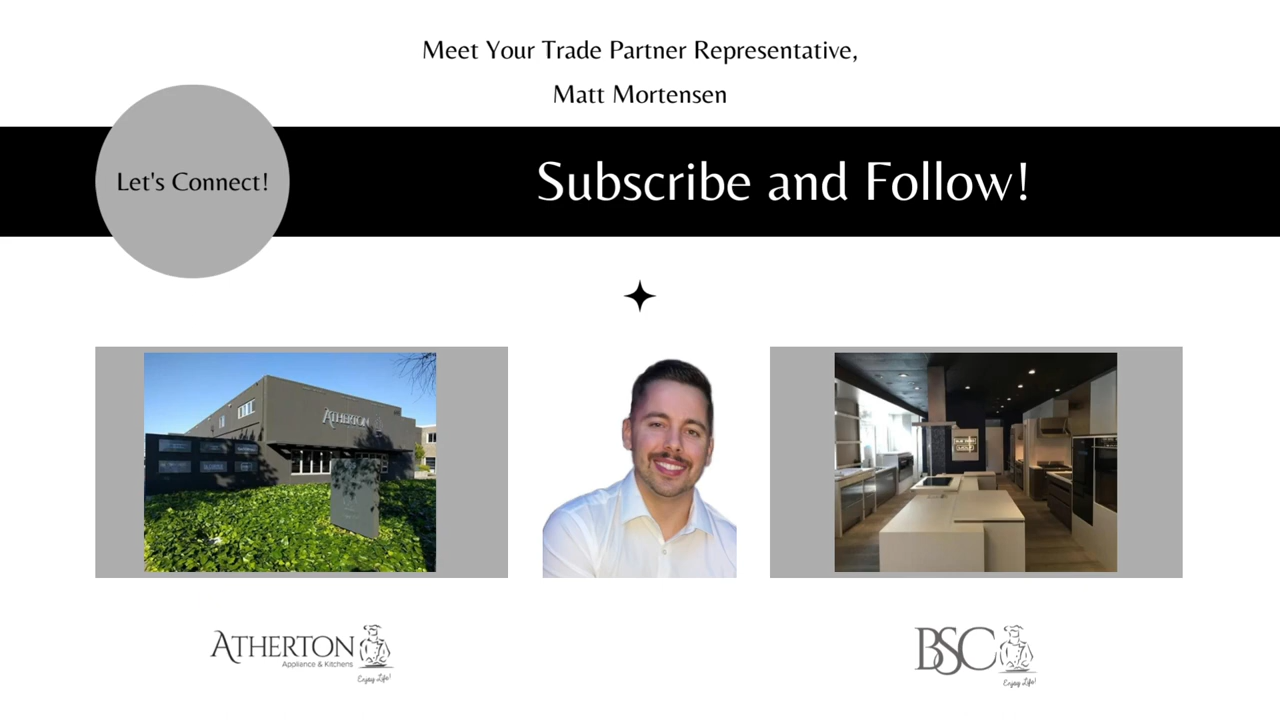 Meet Your Trade Partner Representative,
Matt Mortensen
Let's Connect!
Subscribe and Follow!
ATHERTON
ATHERTON
Appliance & Kitchens
Enjoy Life!
BSC
Enjoy Life!